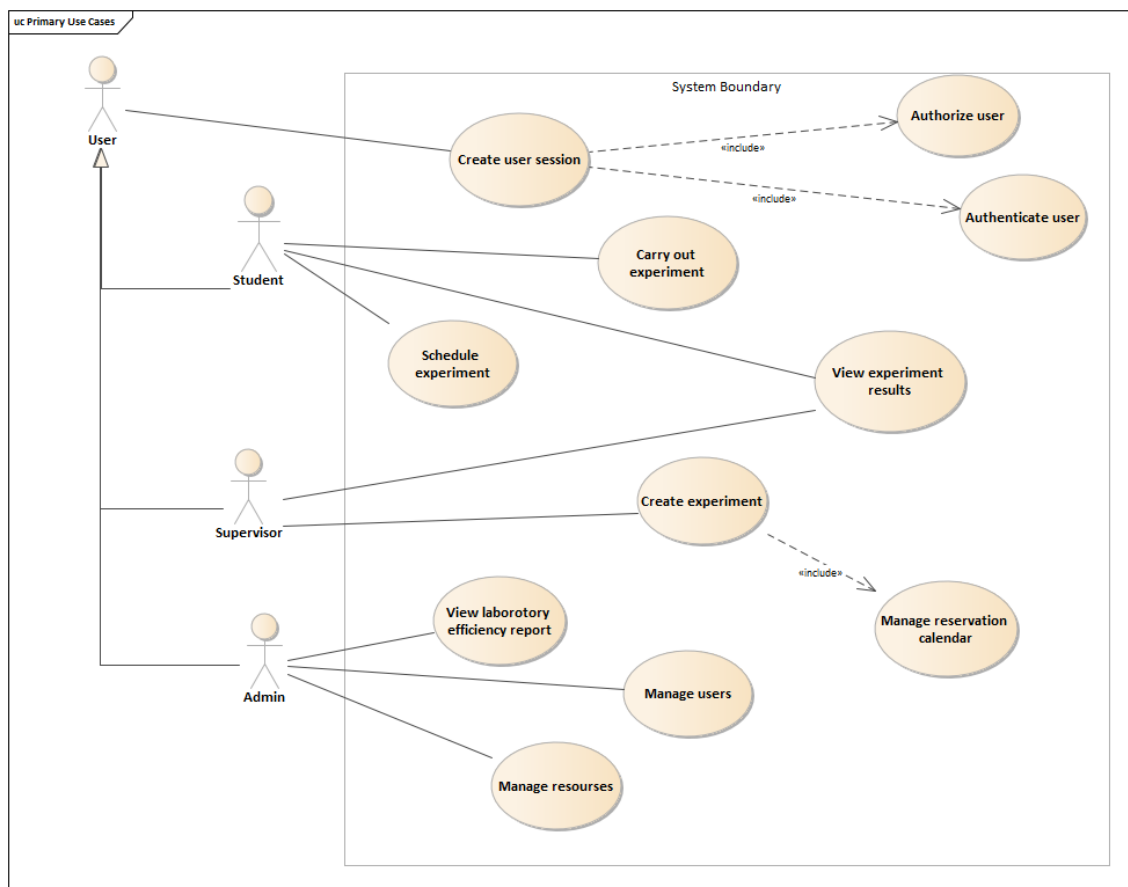 uc Primary Use Cases
System Boundary
User
Create user session
«include»
Authorize user
«include»
Authenticate user
Student
Carry out
experiment
Schedule
experiment
View experiment
results
Supervisor
Create experiment
«include»
Manage reservation
calendar
View laborotory
efficiency report
Admin
Manage users
Manage resourses